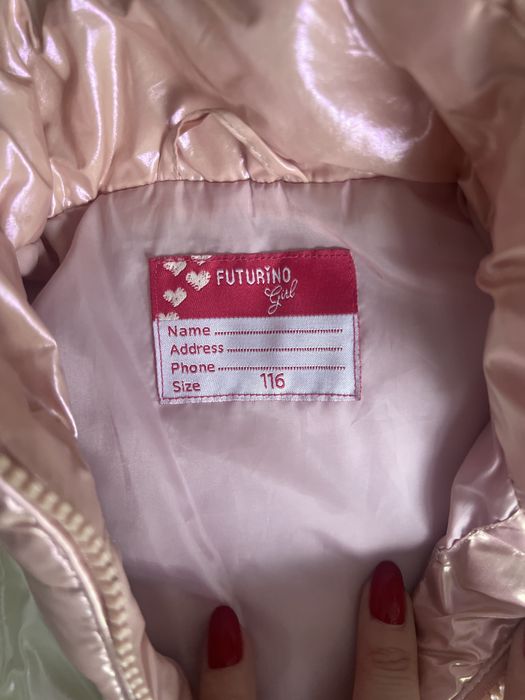 FUTURiNO
Girl
Name ........................................
Address ........................................
Phone ........................................
Size 116